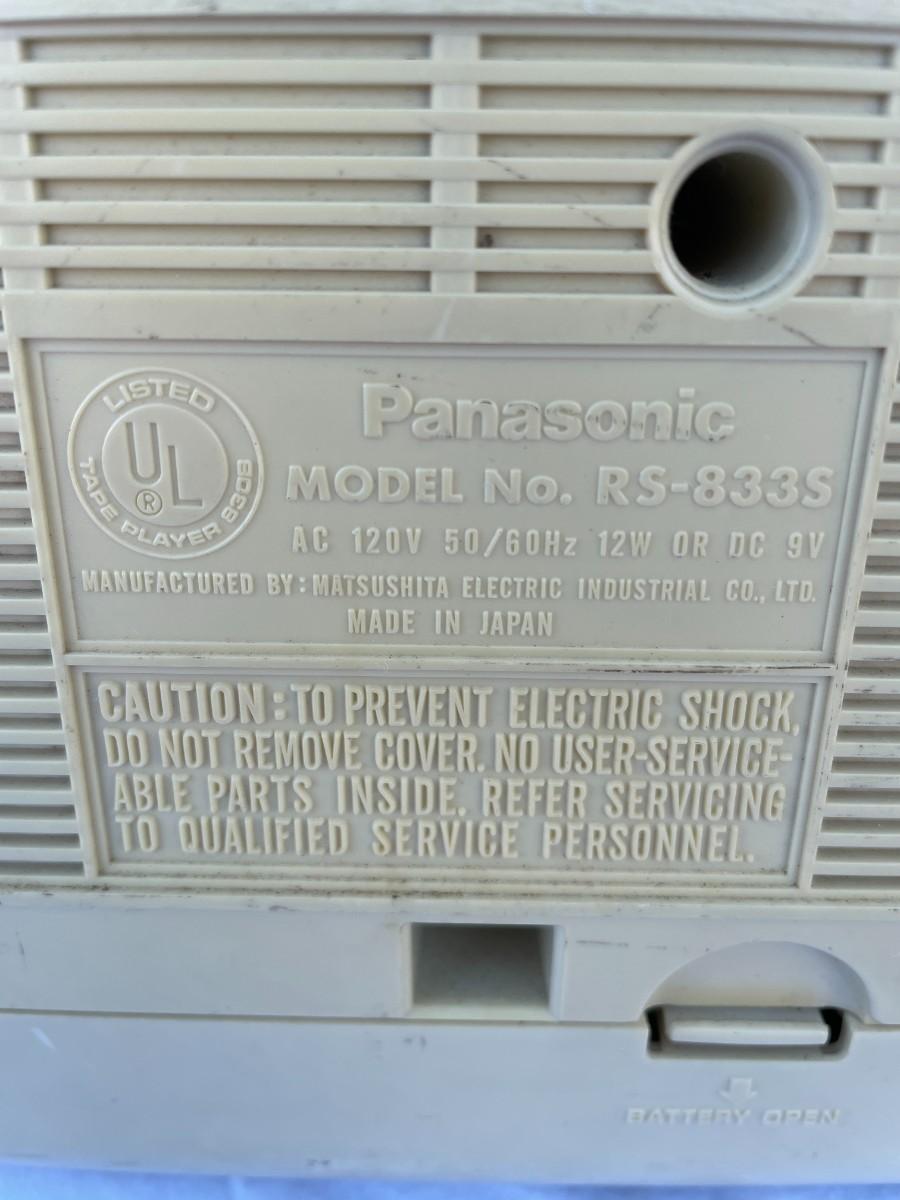 LISTED
UL
®
TAPE PLAYER 830B
Panasonic
MODEL No. RS-833S
AC 120V 50/60Hz 12W OR DC 9V
MANUFACTURED BY: MATSUSHITA ELECTRIC INDUSTRIAL CO., LTD.
MADE IN JAPAN
CAUTION: TO PREVENT ELECTRIC SHOCK,
DO NOT REMOVE COVER. NO USER-SERVICE-
ABLE PARTS INSIDE. REFER SERVICING
TO QUALIFIED SERVICE PERSONNEL.
BATTERY OPEN